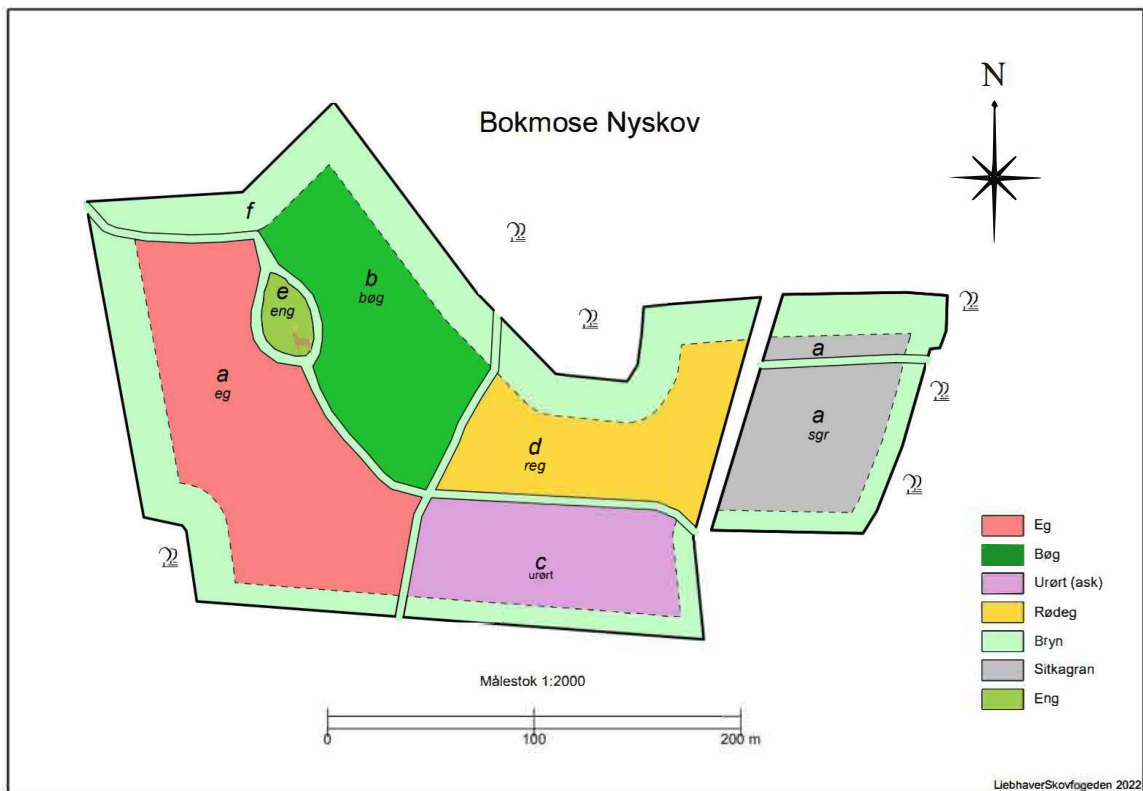 Bokmose Nyskov
N
f
b
bøg
e
eng
a
eg
a
a
sgr
d
reg
c
urørt
Eg
Bøg
Urørt (ask)
Rødeg
Bryn
Sitkagran
Eng
Målestok 1:2000
0 100 200 m
LiebhaverSkovfogeden 2022